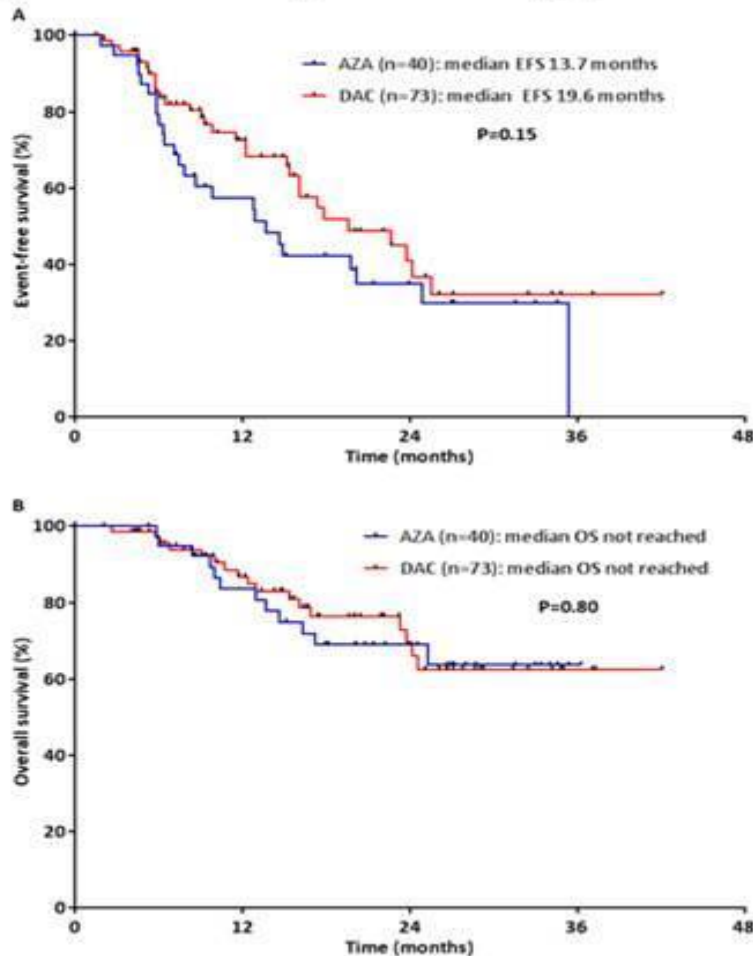 A
100
80
60
40
20
0
Event-free survival (%)
AZA (n=40): median EFS 13.7 months
DAC (n=73): median EFS 19.6 months
P=0.15
0 12 24 36 48
Time (months)
B
100
80
60
40
20
0
Overall survival (%)
AZA (n=40): median OS not reached
DAC (n=73): median OS not reached
P=0.80
0 12 24 36 48
Time (months)